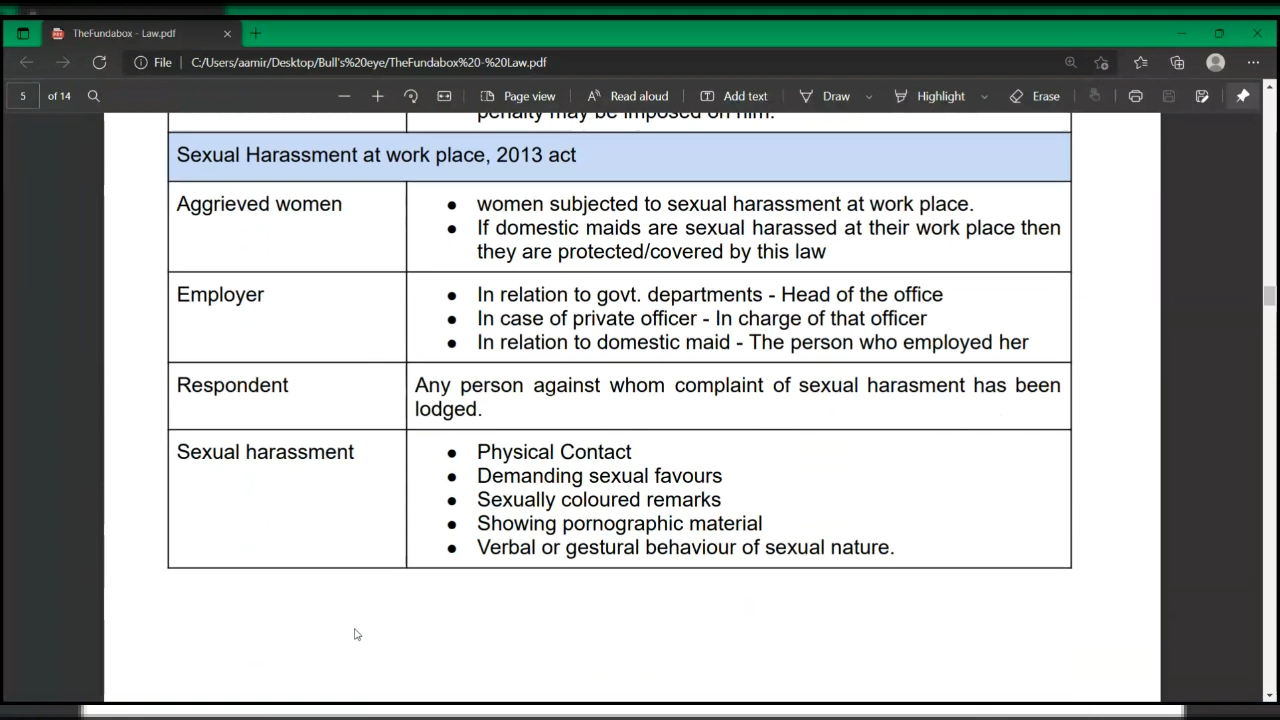 TheFundabox - Law.pdf
File C:/Users/aamir/Desktop/Bull's%20eye/TheFundabox%20-%20Law.pdf
5 of 14 Page view Read aloud Add text Draw Highlight Erase
penalty may be imposed on him.
Sexual Harassment at work place, 2013 act
Aggrieved women
● women subjected to sexual harassment at work place.
● If domestic maids are sexual harassed at their work place then
they are protected/covered by this law
Employer
● In relation to govt. departments - Head of the office
● In case of private officer - In charge of that officer
● In relation to domestic maid - The person who employed her
Respondent
Any person against whom complaint of sexual harasment has been
lodged.
Sexual harassment
● Physical Contact
● Demanding sexual favours
● Sexually coloured remarks
● Showing pornographic material
● Verbal or gestural behaviour of sexual nature.